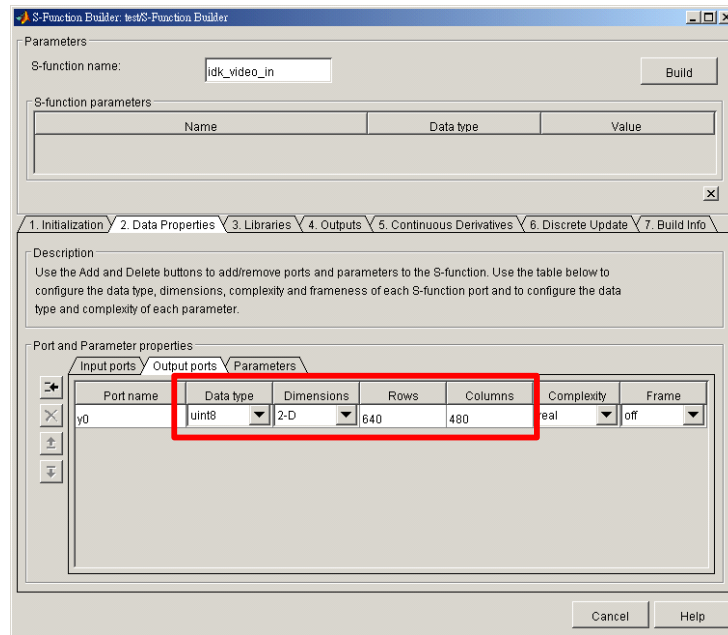 S-Function Builder: test/S-Function Builder
Parameters
S-function name: idk_video_in Build
S-function parameters
Name Data type Value
1. Initialization 2. Data Properties 3. Libraries 4. Outputs 5. Continuous Derivatives 6. Discrete Update 7. Build Info
Description
Use the Add and Delete buttons to add/remove ports and parameters to the S-function. Use the table below to
configure the data type, dimensions, complexity and frameness of each S-function port and to configure the data
type and complexity of each parameter.
Port and Parameter properties
Input ports Output ports Parameters
Port name Data type Dimensions Rows Columns Complexity Frame
y0 uint8 2-D 640 480 real off
Cancel Help